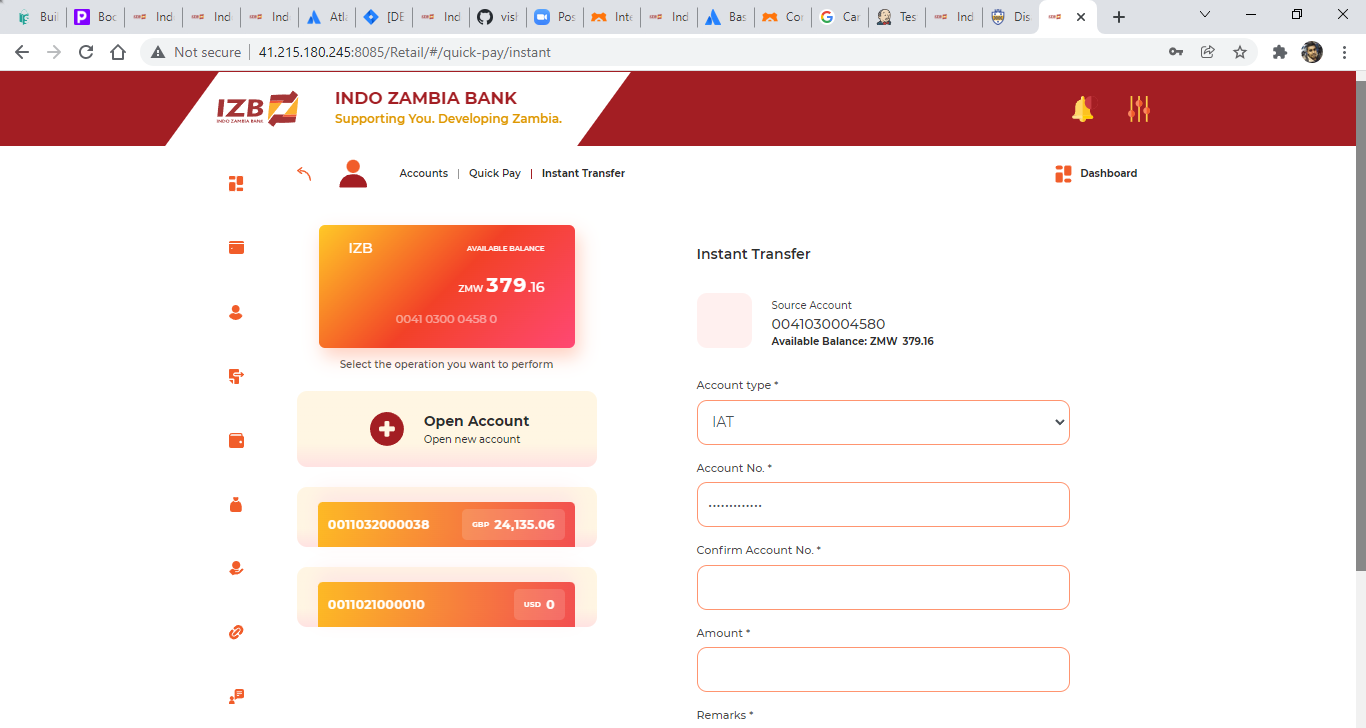 Buil
Boo
Ind
Ind
Ind
Atla
[DE
Ind
visl
Pos
Inte
Ind
Bas
Cor
Car
Tes
Ind
Dis
Not secure | 41.215.180.245:8085/Retail/#/quick-pay/instant
IZB
INDO ZAMBIA BANK
INDO ZAMBIA BANK
Supporting You. Developing Zambia.
Accounts | Quick Pay | Instant Transfer
Dashboard
IZB
AVAILABLE BALANCE
ZMW 379.16
0041 0300 0458 0
Select the operation you want to perform
Open Account
Open new account
0011032000038 GBP 24,135.06
0011021000010 USD 0
Instant Transfer
Source Account
0041030004580
Available Balance: ZMW 379.16
Account type *
IAT
Account No. *
·············
Confirm Account No. *
Amount *
Remarks *